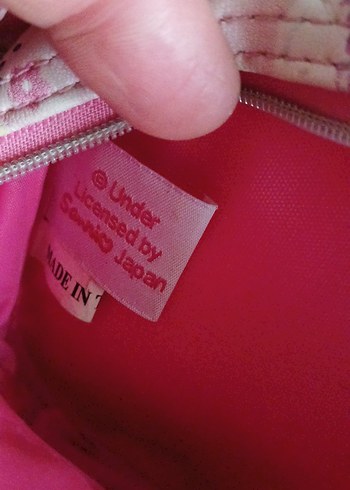 © Under
Licensed by
Sanrio Japan
MADE IN